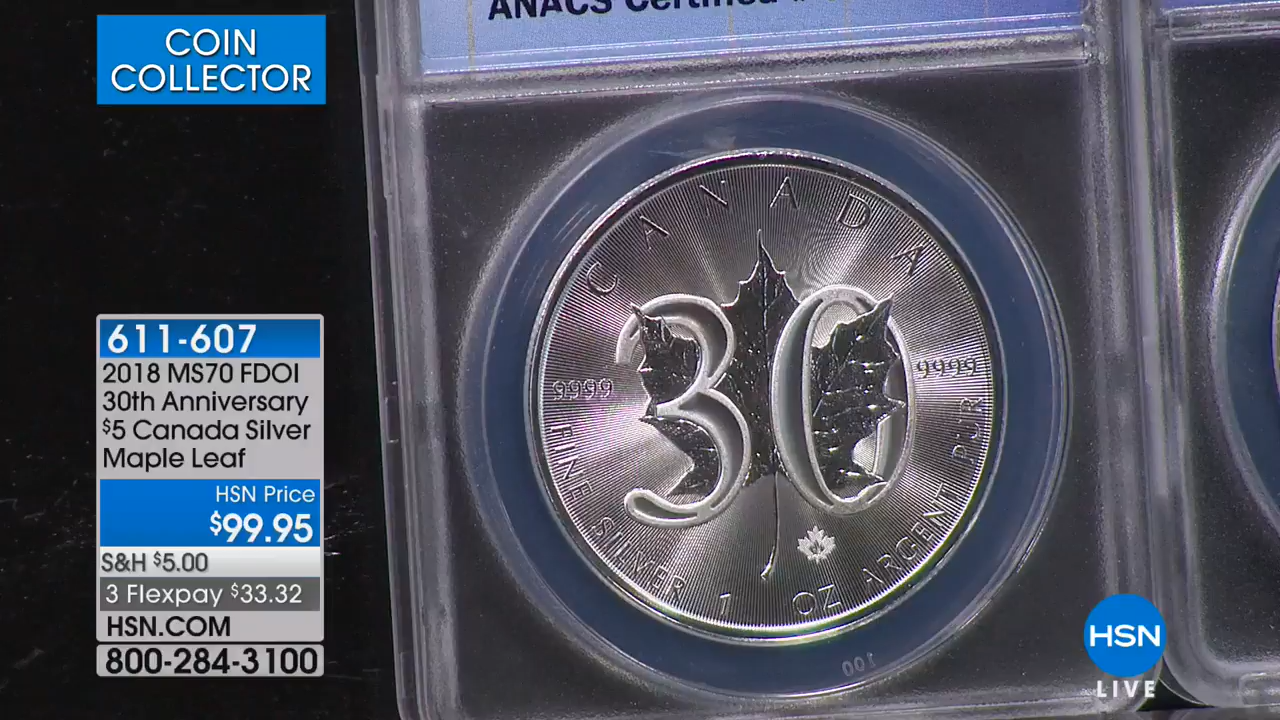 COIN
COLLECTOR
611-607
2018 MS70 FDOI
30th Anniversary
$5 Canada Silver
Maple Leaf
HSN Price
$99.95
S&H $5.00
3 Flexpay $33.32
HSN.COM
800-284-3100
ANACS Certified
CANADA
30
9999
9999
FINE SILVER 1 OZ ARGENT PUR
100
HSN
LIVE